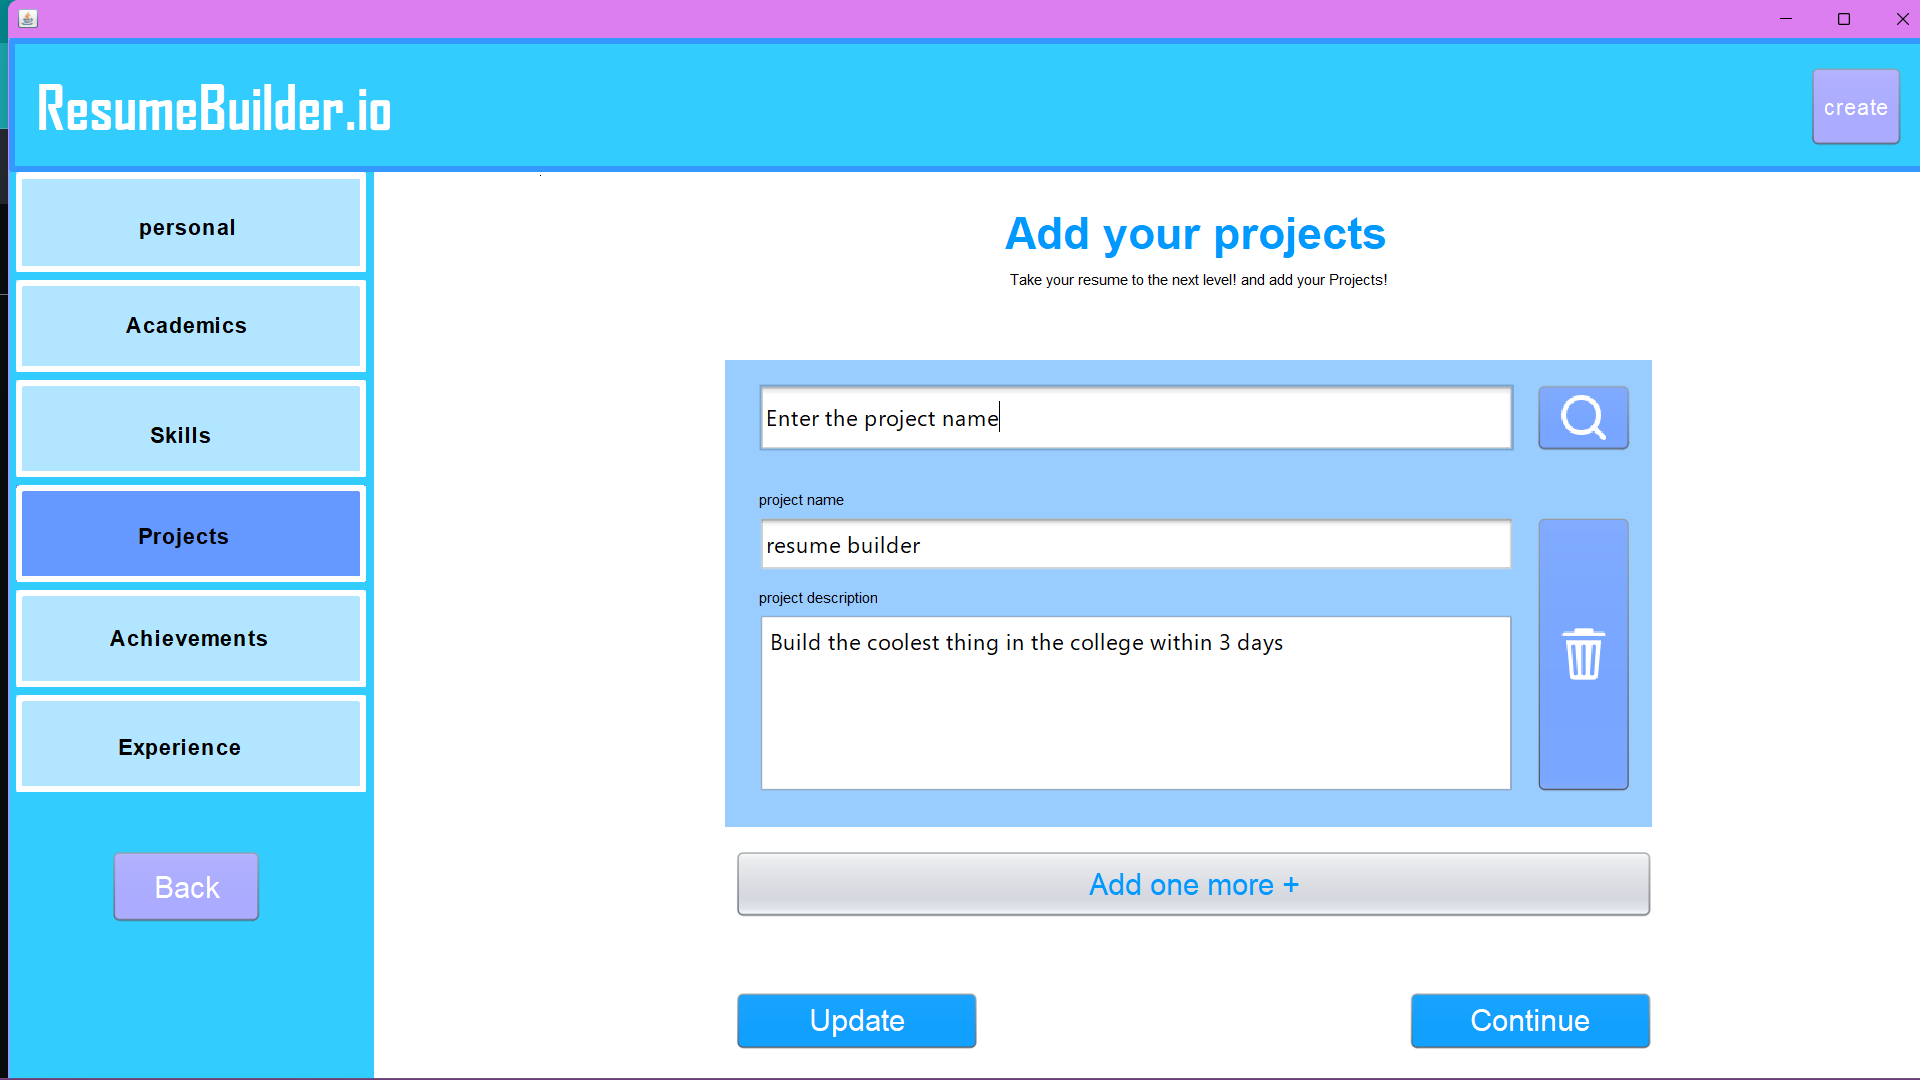 ResumeBuilder.io
create
personal
Academics
Skills
Projects
Achievements
Experience
Back
Add your projects
Take your resume to the next level! and add your Projects!
Enter the project name
project name
resume builder
project description
Build the coolest thing in the college within 3 days
Add one more +
Update
Continue